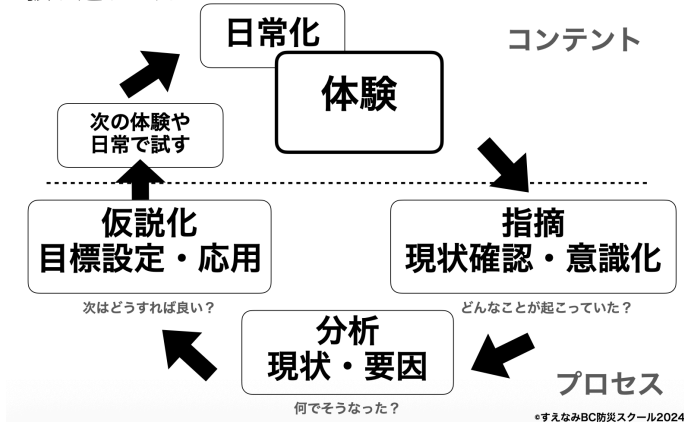 日常化
コンテント
体験
次の体験や
日常で試す
仮説化
目標設定・応用
指摘
現状確認・意識化
次はどうすれば良い？
どんなことが起こっていた？
分析
現状・要因
プロセス
何でそうなった？
©すえなみBC防災スクール2024